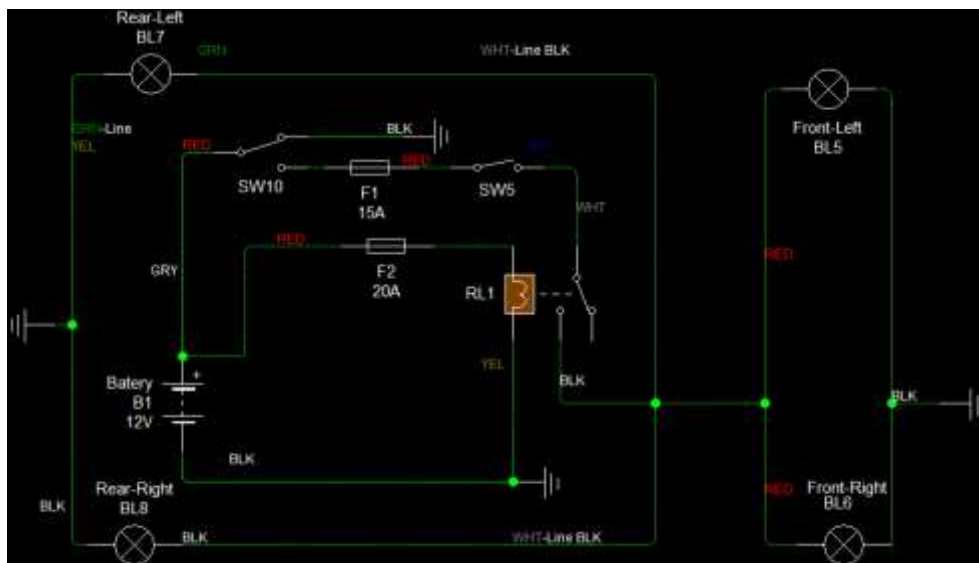 Rear-Left
BL7
GRN
WHT-Line BLK
GRN-Line
YEL
RED
BLK
Front-Left
BL5
SW10
F1
15A
RED
SW5
WHT
GRY
RED
F2
20A
RL1
RED
YEL
BLK
Batery
B1
12V
+
BLK
BLK
Rear-Right
BL8
BLK
BLK
WHT-Line BLK
RED
Front-Right
BL6